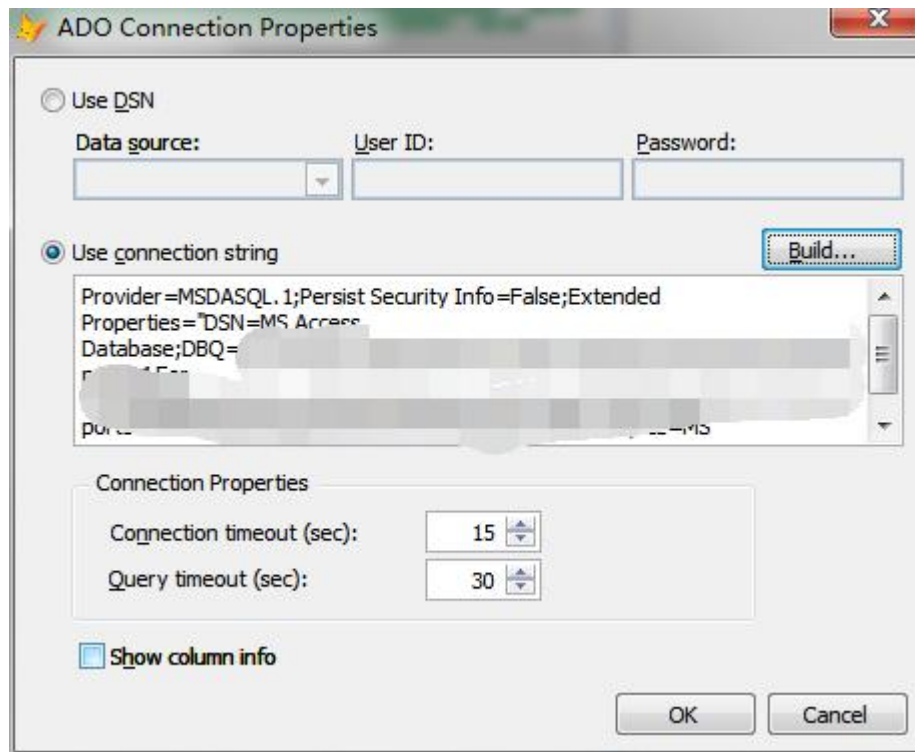 ADO Connection Properties
Use DSN
Data source: User ID: Password:
Use connection string Build...
Provider=MSDASQL.1;Persist Security Info=False;Extended
Properties="DSN=MS Access
Database;DBQ=
=MS
Connection Properties
Connection timeout (sec): 15
Query timeout (sec): 30
Show column info
OK Cancel